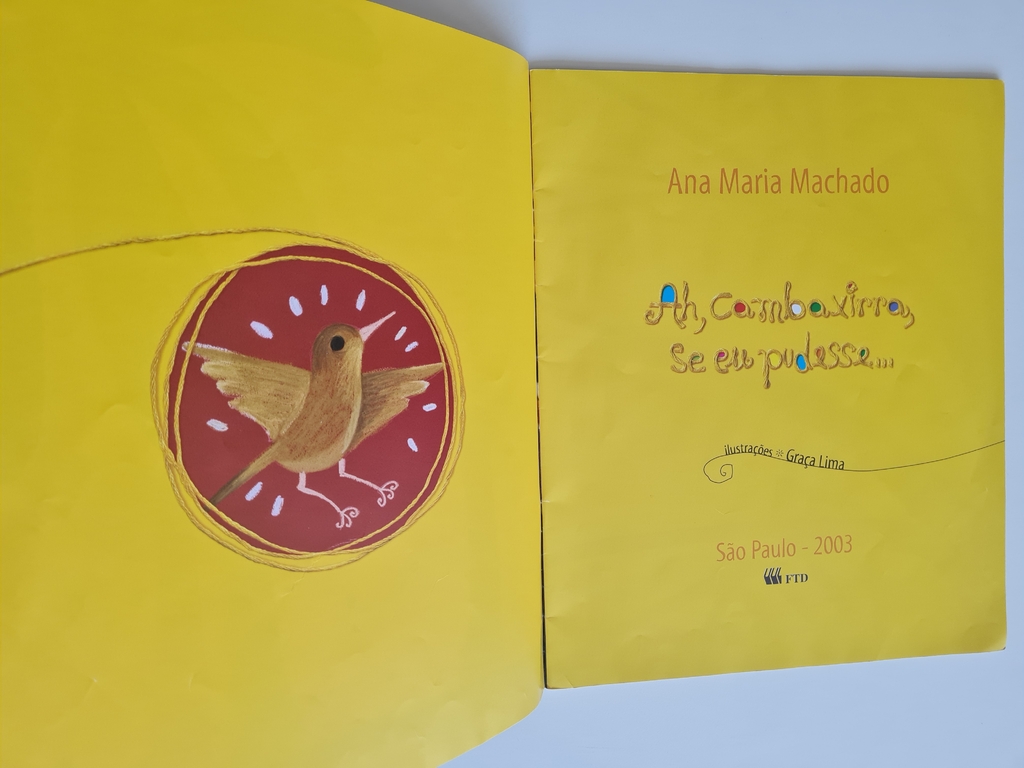 Ana Maria Machado
Ah, cambaxirra,
se eu pudesse...
ilustrações ❊ Graça Lima
São Paulo - 2003
FTD